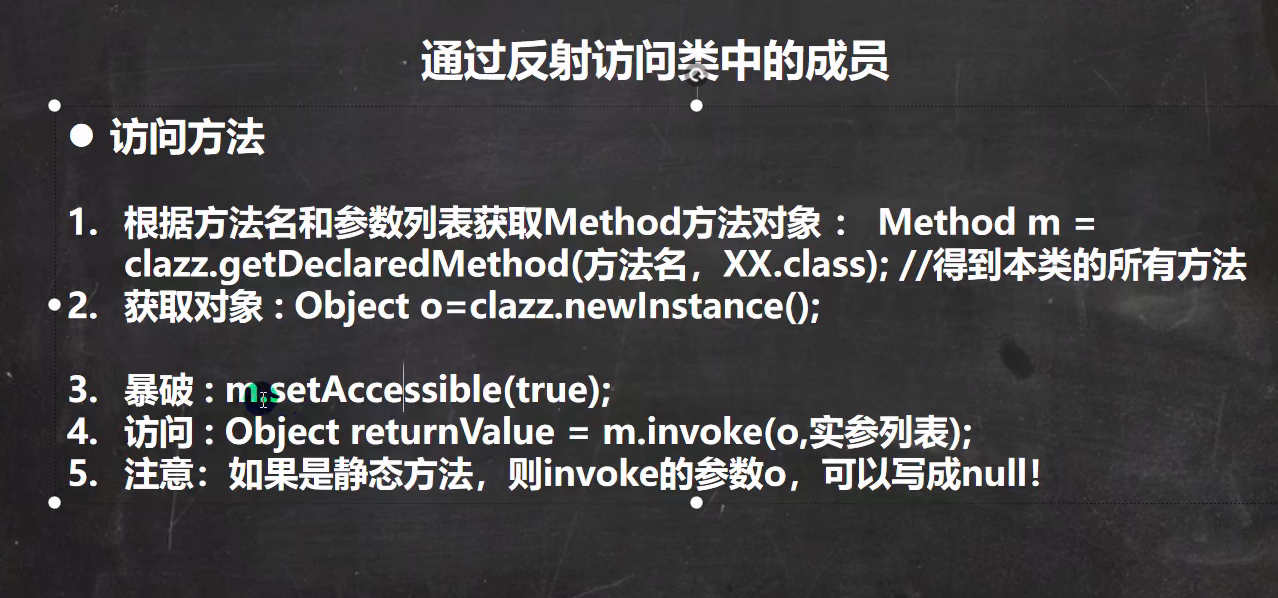 通过反射访问类中的成员
● 访问方法
1. 根据方法名和参数列表获取Method方法对象： Method m =
clazz.getDeclaredMethod(方法名，XX.class); //得到本类的所有方法
2. 获取对象 : Object o=clazz.newInstance();
3. 暴破 : m.setAccessible(true);
4. 访问 : Object returnValue = m.invoke(o,实参列表);
5. 注意：如果是静态方法，则invoke的参数o，可以写成null！